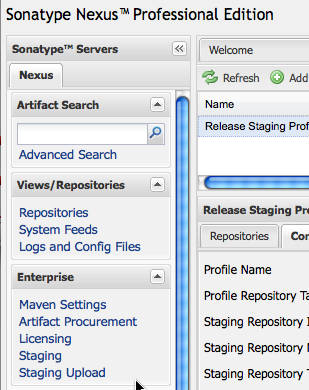 Sonatype Nexus™ Professional Edition
Sonatype™ Servers
Nexus
Artifact Search
Advanced Search
Views/Repositories
Repositories
System Feeds
Logs and Config Files
Enterprise
Maven Settings
Artifact Procurement
Licensing
Staging
Staging Upload
Welcome
Refresh Add
Name
Release Staging Prof
Release Staging Pro
Repositories Con
Profile Name
Profile Repository Ta
Staging Repository I
Staging Repository N
Staging Repository T